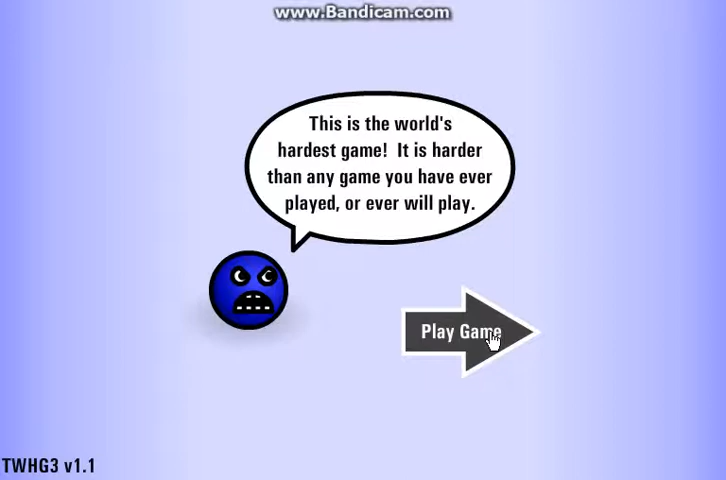 www.Bandicam.com
This is the world's
hardest game! It is harder
than any game you have ever
played, or ever will play.
Play Game
TWHG3 v1.1